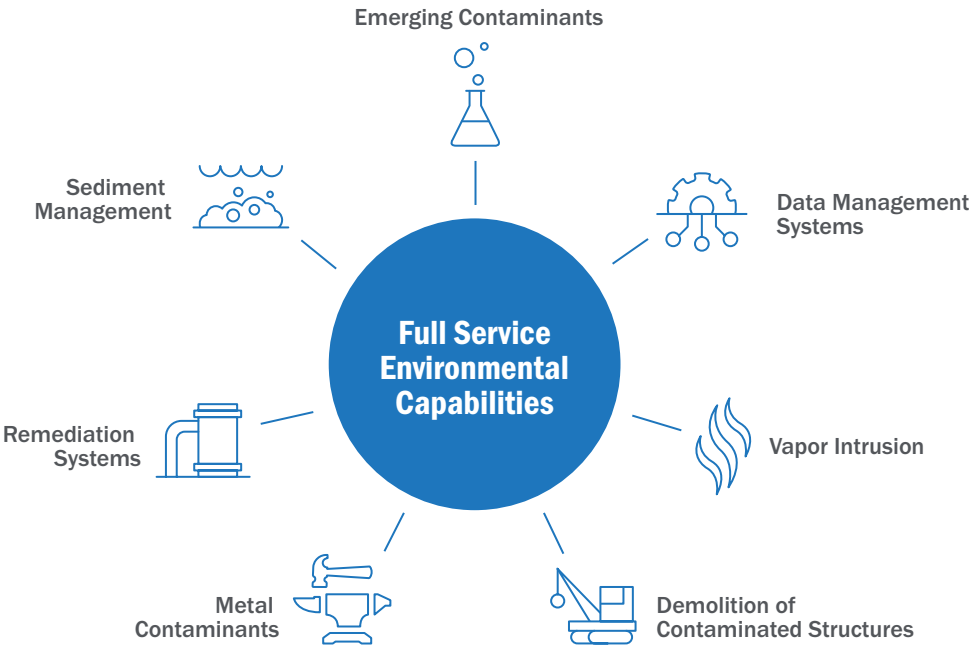 Emerging Contaminants
Sediment
Management
Data Management
Systems
Full Service
Environmental
Capabilities
Remediation
Systems
Vapor Intrusion
Metal
Contaminants
Demolition of
Contaminated Structures